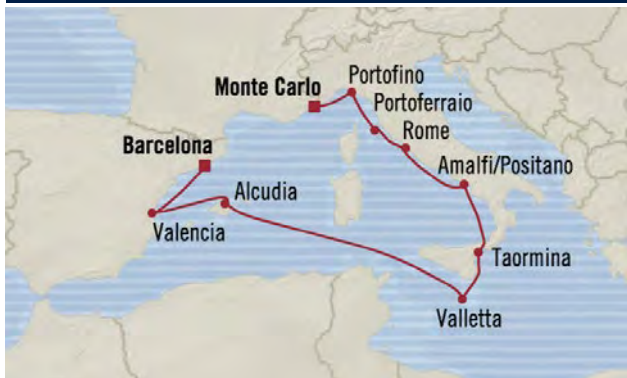 Portofino
Monte Carlo
Portoferraio
Rome
Barcelona
Amalfi/Positano
Alcudia
Valencia
Taormina
Valletta